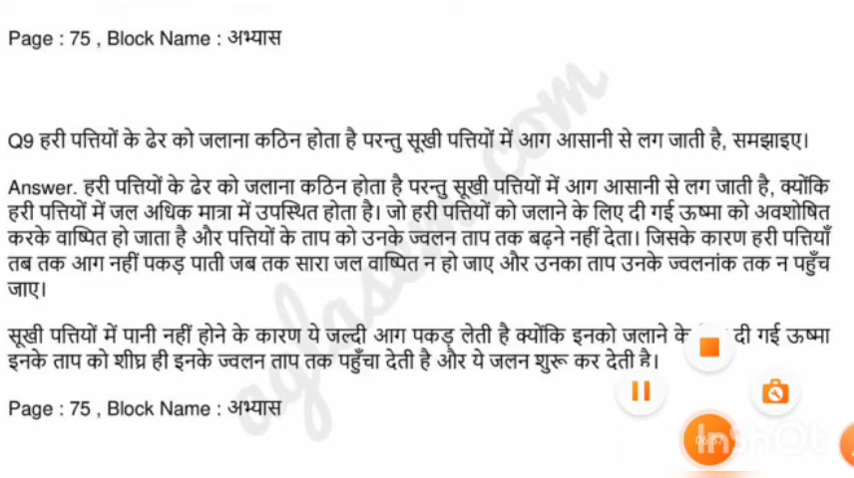 Page : 75 , Block Name : अभ्यास
Q9 हरी पत्तियों के ढेर को जलाना कठिन होता है परन्तु सूखी पत्तियों में आग आसानी से लग जाती है, समझाइए।
Answer. हरी पत्तियों के ढेर को जलाना कठिन होता है परन्तु सूखी पत्तियों में आग आसानी से लग जाती है, क्योंकि
हरी पत्तियों में जल अधिक मात्रा में उपस्थित होता है। जो हरी पत्तियों को जलाने के लिए दी गई ऊष्मा को अवशोषित
करके वाष्पित हो जाता है और पत्तियों के ताप को उनके ज्वलन ताप तक बढ़ने नहीं देता। जिसके कारण हरी पत्तियाँ
तब तक आग नहीं पकड़ पाती जब तक सारा जल वाष्पित न हो जाए और उनका ताप उनके ज्वलनांक तक न पहुँच
जाए।
सूखी पत्तियों में पानी नहीं होने के कारण ये जल्दी आग पकड़ लेती है क्योंकि इनको जलाने के दी गई ऊष्मा
इनके ताप को शीघ्र ही इनके ज्वलन ताप तक पहुँचा देती है और ये जलन शुरू कर देती है।
Page : 75 , Block Name : अभ्यास
aglasem.com
InShOt